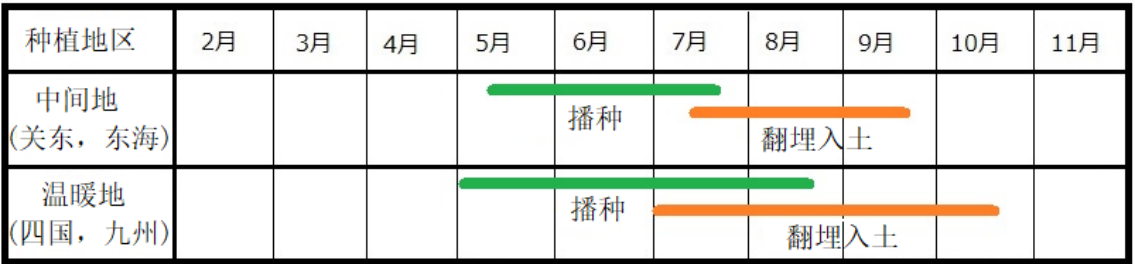 种植地区 2月 3月 4月 5月 6月 7月 8月 9月 10月 11月
中间地
(关东，东海)
播种
翻埋入土
温暖地
(四国，九州)
播种
翻埋入土